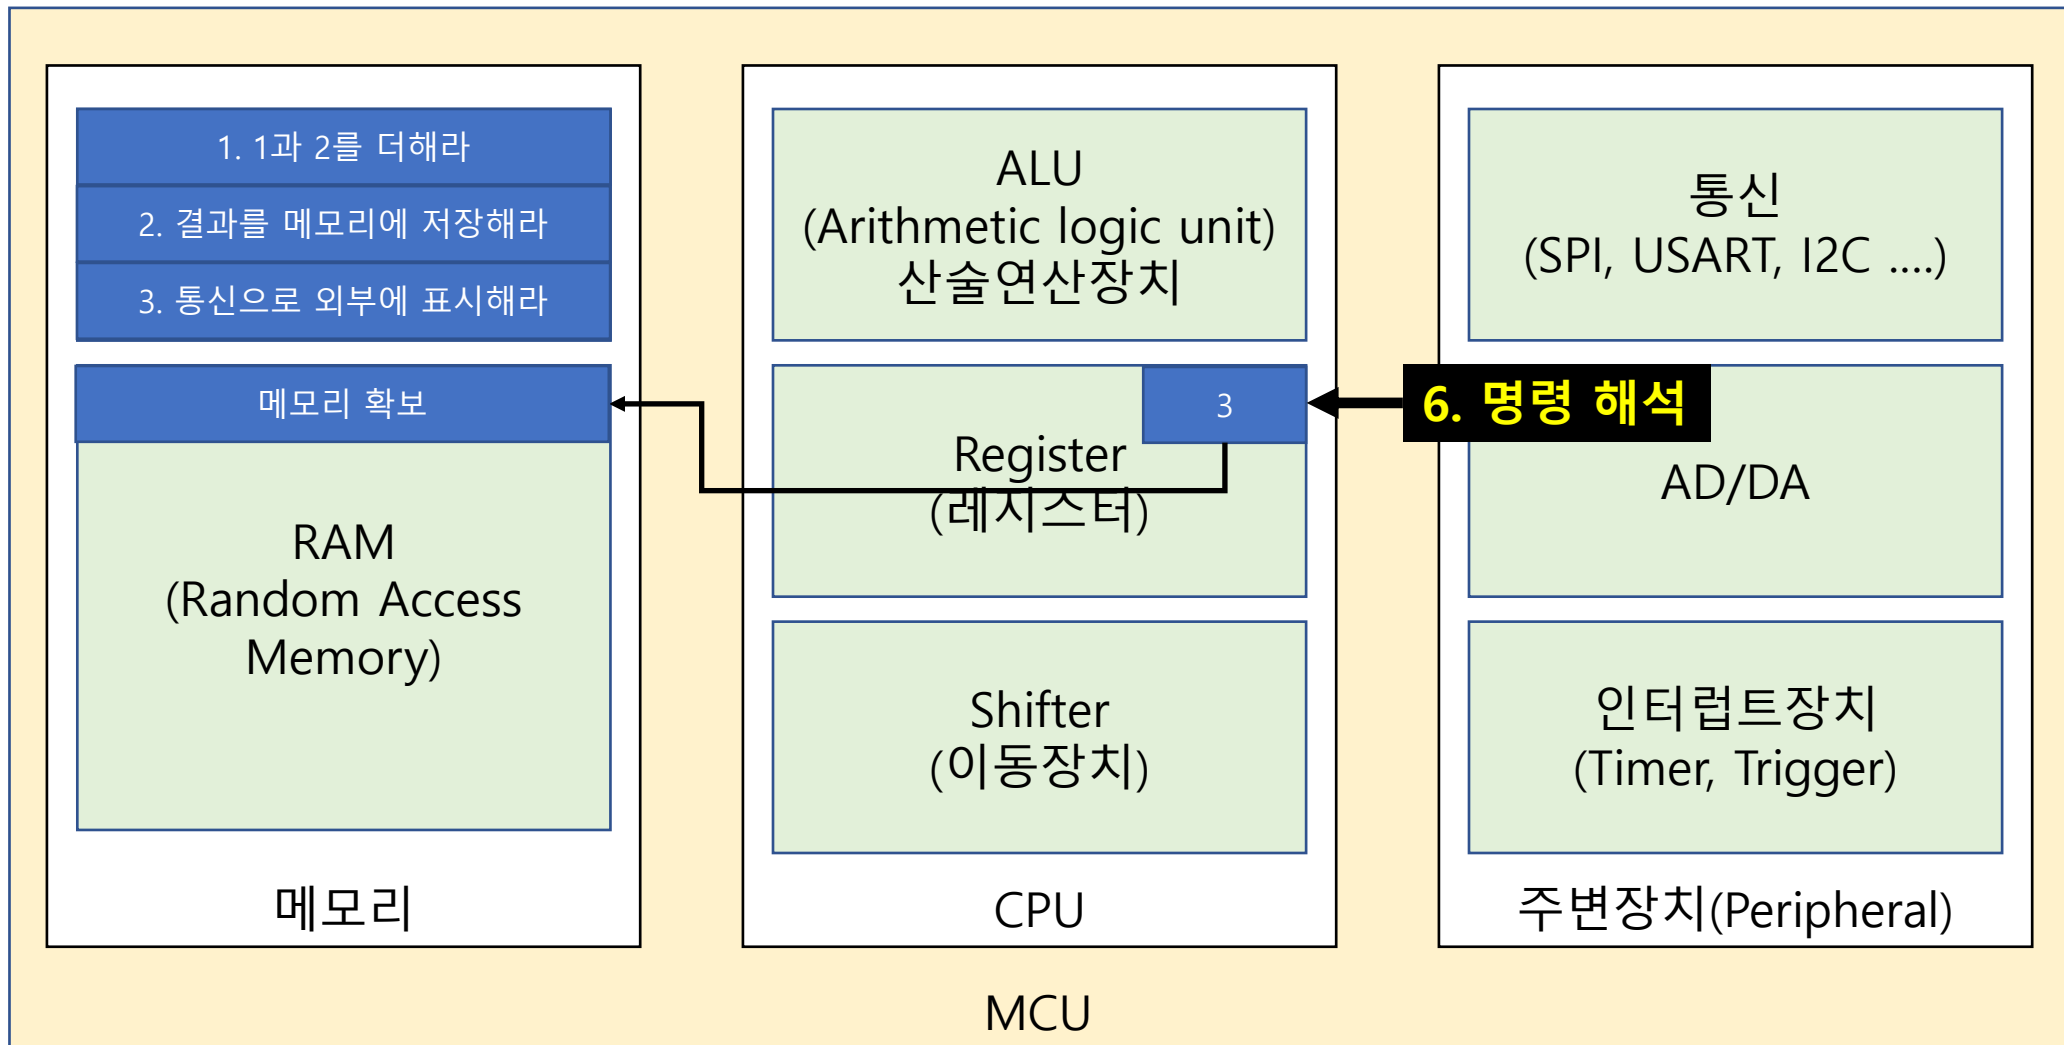 1. 1과 2를 더해라
2. 결과를 메모리에 저장해라
3. 통신으로 외부에 표시해라
메모리 확보
RAM
(Random Access
Memory)
메모리
ALU
(Arithmetic logic unit)
산술연산장치
3
Register
(레지스터)
Shifter
(이동장치)
CPU
통신
(SPI, USART, I2C ....)
6. 명령 해석
AD/DA
인터럽트장치
(Timer, Trigger)
주변장치(Peripheral)
MCU